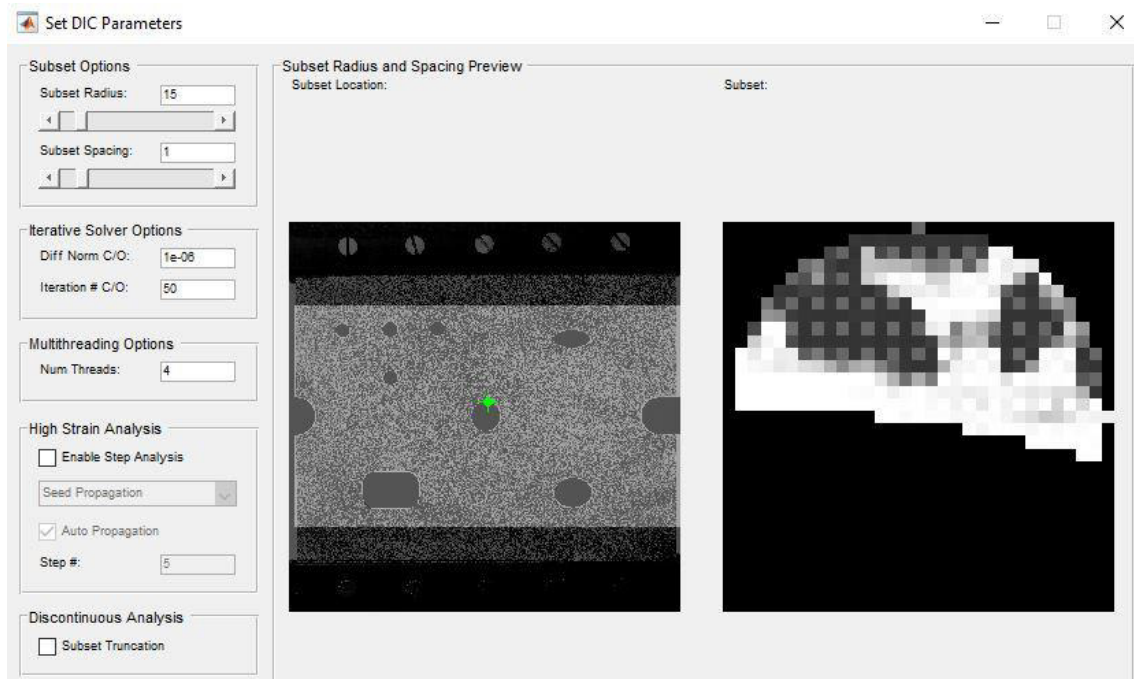 Set DIC Parameters
Subset Options
Subset Radius: 15
Subset Spacing: 1
Iterative Solver Options
Diff Norm C/O: 1e-06
Iteration # C/O: 50
Multithreading Options
Num Threads: 4
High Strain Analysis
Enable Step Analysis
Seed Propagation
Auto Propagation
Step #: 5
Discontinuous Analysis
Subset Truncation
Subset Radius and Spacing Preview
Subset Location:
Subset: